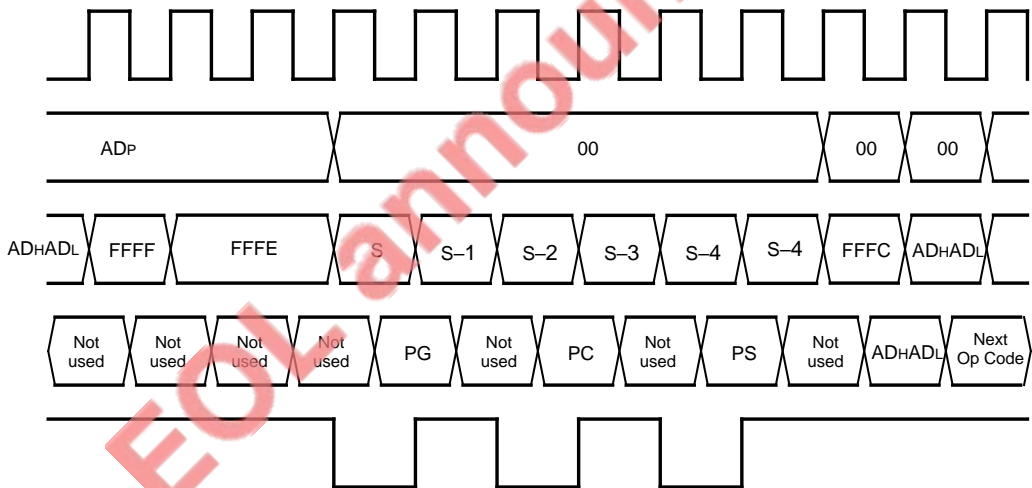 ADP 00 00 00
ADHADL FFFF FFFE S S–1 S–2 S–3 S–4 S–4 FFFC ADHADL
Not used Not used Not used Not used PG Not used PC Not used PS Not used ADHADL Next Op Code
EOL announ